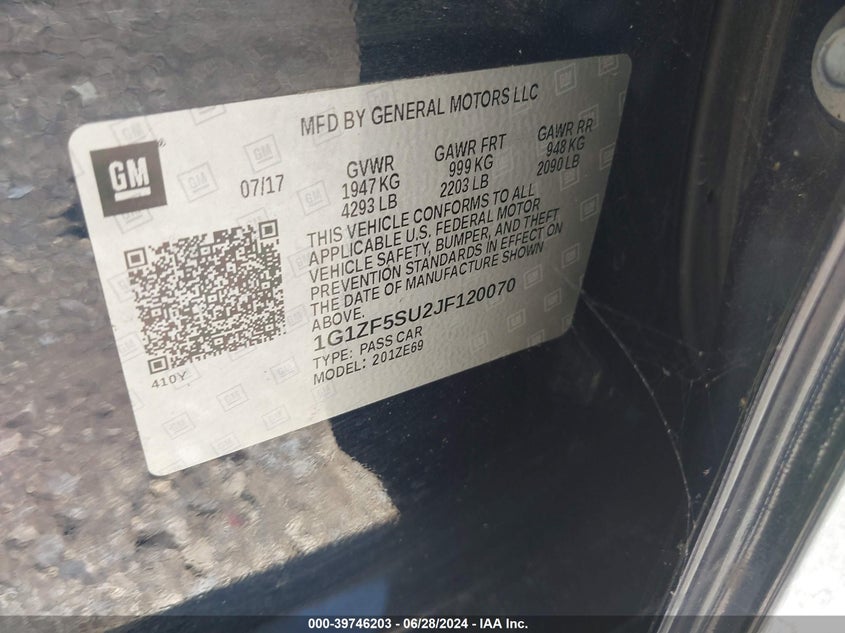 MFD BY GENERAL MOTORS LLC
GM
07/17
GVWR
1947 KG
4293 LB
GAWR FRT
999 KG
2203 LB
GAWR RR
948 KG
2090 LB
THIS VEHICLE CONFORMS TO ALL
APPLICABLE U.S. FEDERAL MOTOR
VEHICLE SAFETY, BUMPER, AND THEFT
PREVENTION STANDARDS IN EFFECT ON
THE DATE OF MANUFACTURE SHOWN
ABOVE.
1G1ZF5SU2JF120070
TYPE: PASS CAR
MODEL: 201ZE69
410Y
000-39746203 - 06/28/2024 - IAA Inc.